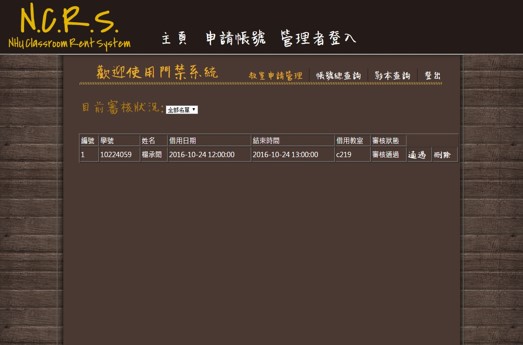 N.C.R.S.
NHU Classroom Rent System
主頁 申請帳號 管理者登入
歡迎使用門禁系統
教室申請管理 帳號總查詢 影本查詢 登出
目前審核狀況: 全部名單
編號 學號 姓名 借用日期 結束時間 借用教室 審核狀態
1 10224059 楊承閎 2016-10-24 12:00:00 2016-10-24 13:00:00 c219 審核通過 通過 刪除